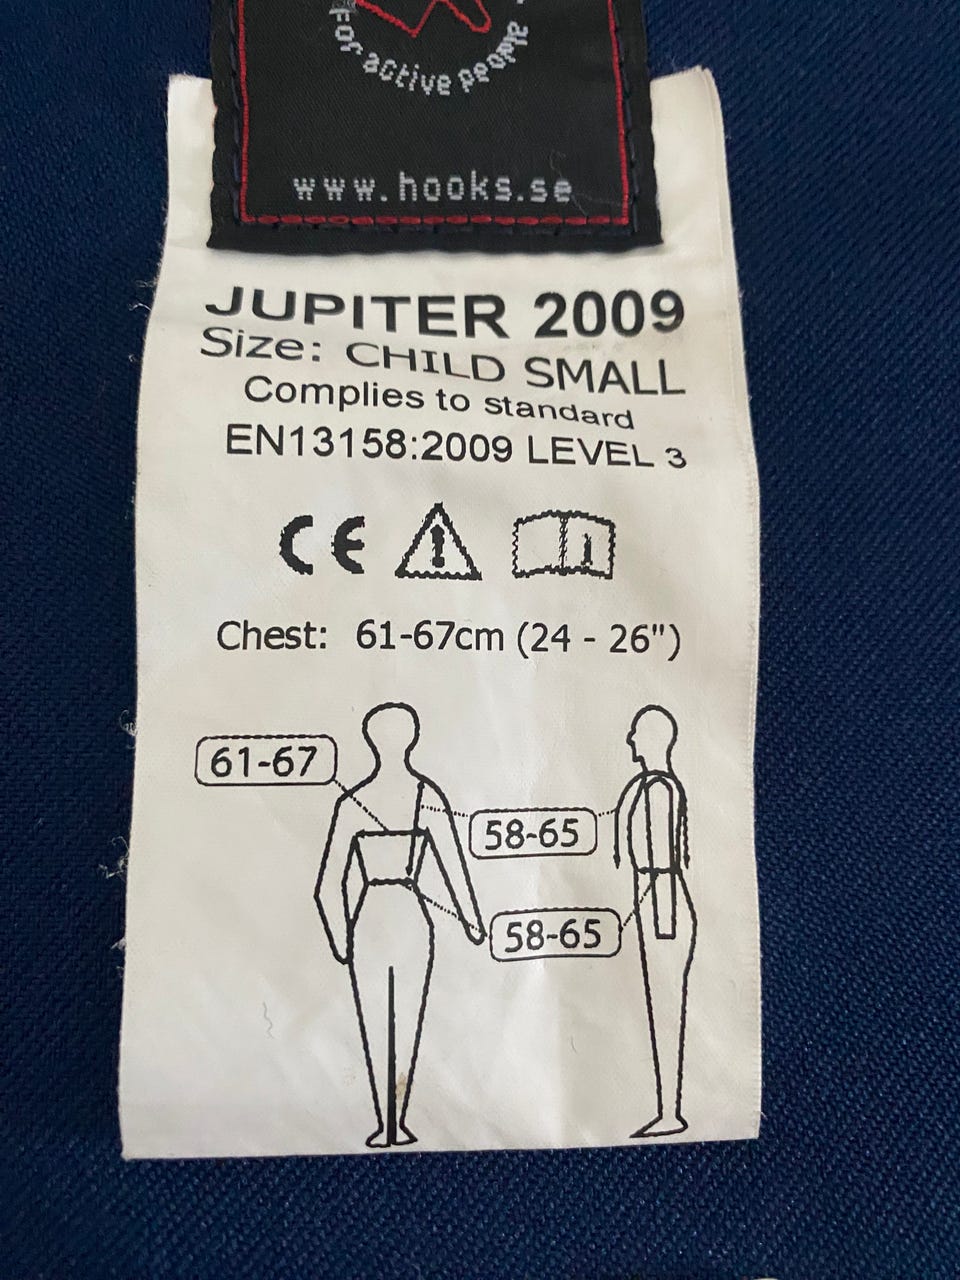 For active people.
www.hooks.se
JUPITER 2009
Size: CHILD SMALL
Complies to standard
EN13158:2009 LEVEL 3
CE
Chest: 61-67cm (24 - 26")
61-67
58-65
58-65